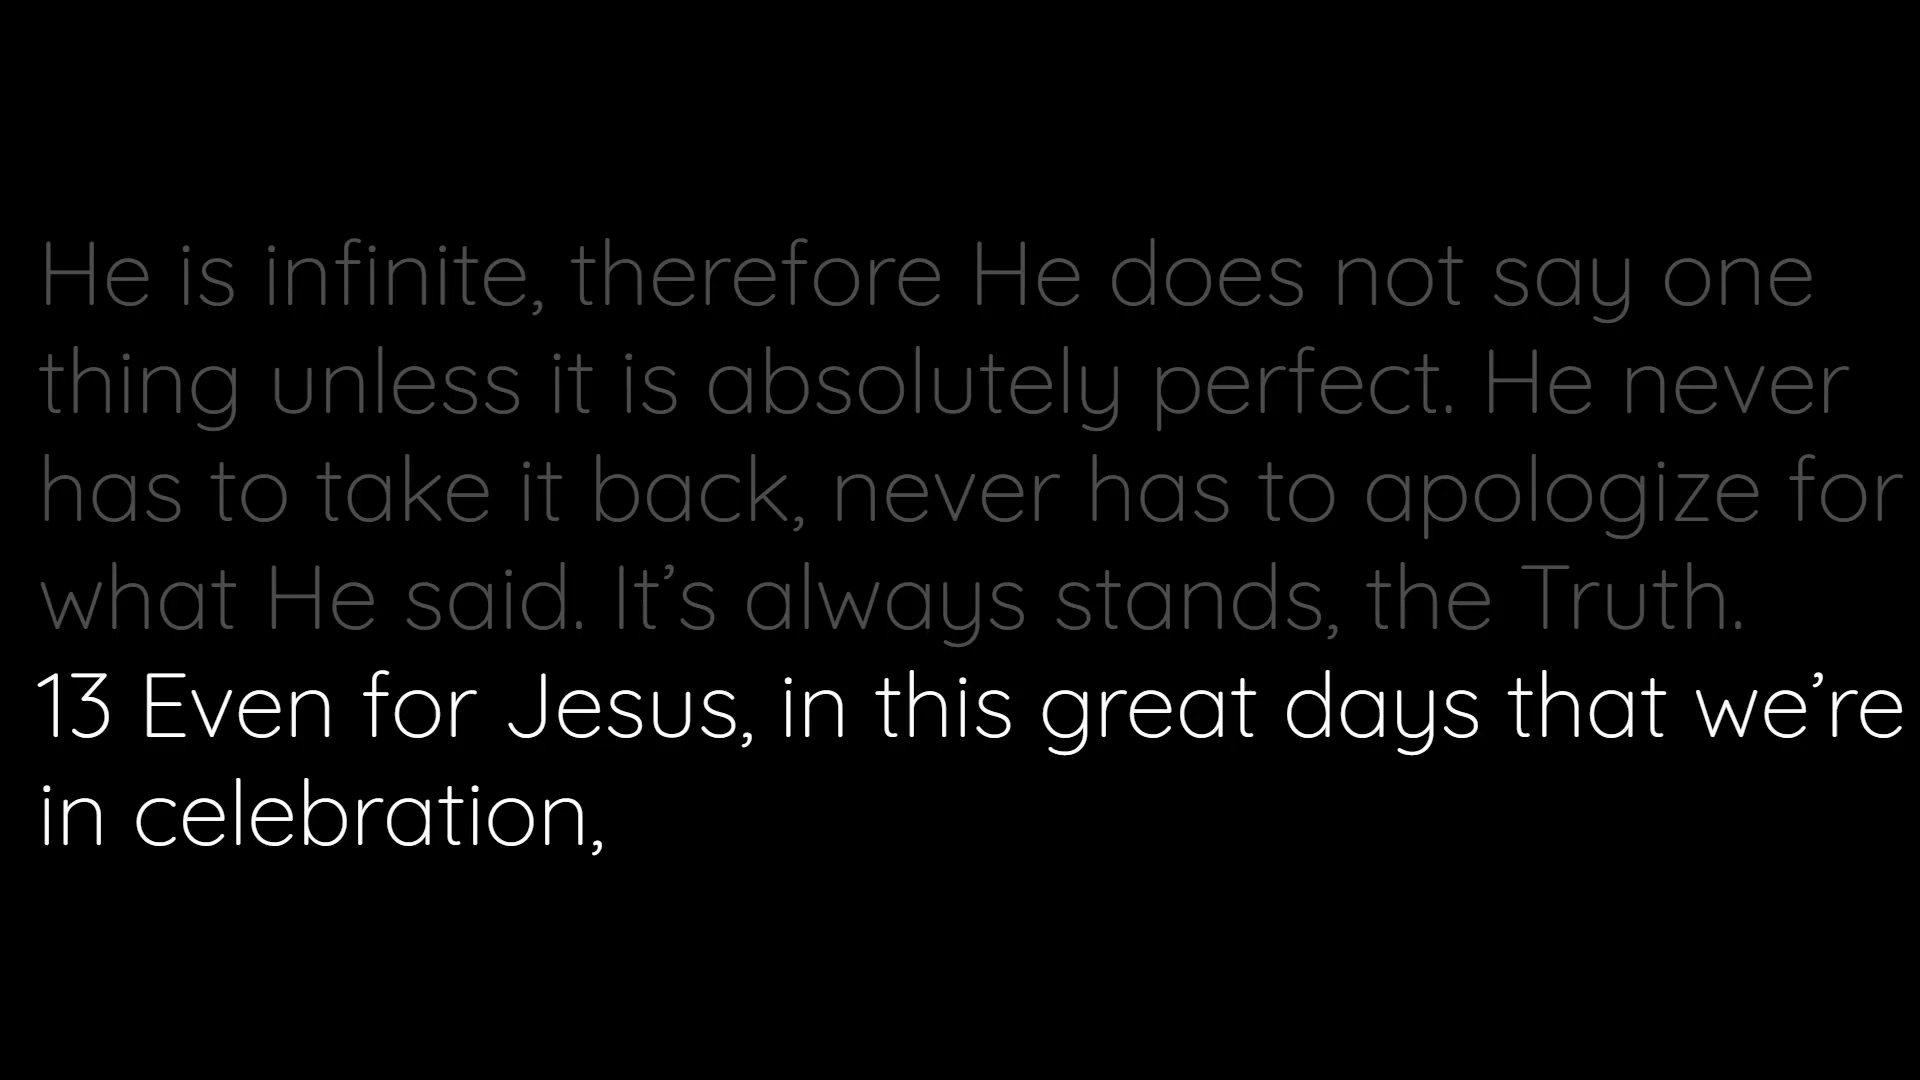 He is infinite, therefore He does not say one
thing unless it is absolutely perfect. He never
has to take it back, never has to apologize for
what He said. It’s always stands, the Truth.
13 Even for Jesus, in this great days that we’re
in celebration,